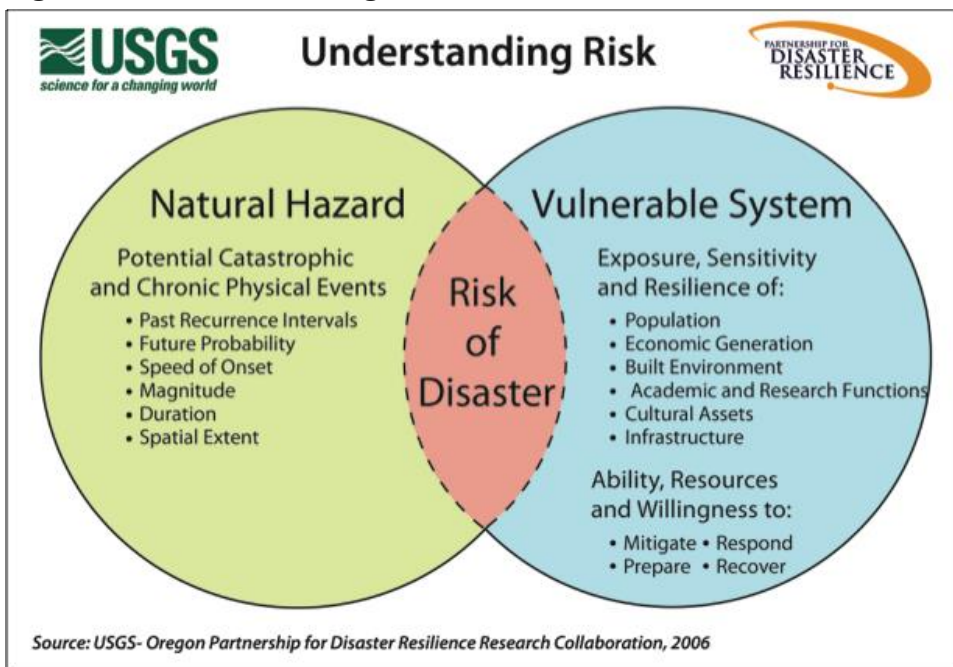 USGS
science for a changing world
Understanding Risk
PARTNERSHIP FOR
DISASTER
RESILIENCE
Natural Hazard
Potential Catastrophic
and Chronic Physical Events
• Past Recurrence Intervals
• Future Probability
• Speed of Onset
• Magnitude
• Duration
• Spatial Extent
Risk
of
Disaster
Vulnerable System
Exposure, Sensitivity
and Resilience of:
• Population
• Economic Generation
• Built Environment
• Academic and Research Functions
• Cultural Assets
• Infrastructure
Ability, Resources
and Willingness to:
• Mitigate • Respond
• Prepare • Recover
Source: USGS- Oregon Partnership for Disaster Resilience Research Collaboration, 2006